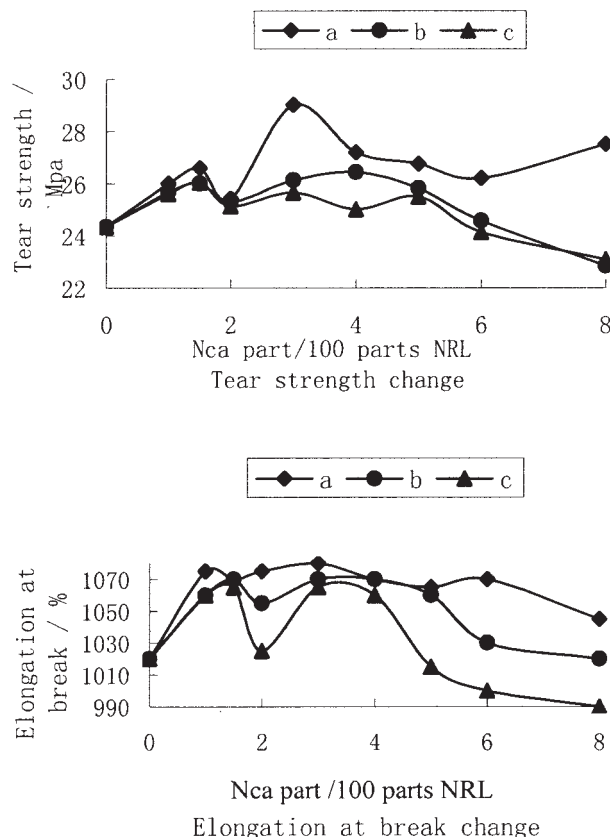 a b c
30
28
26
24
22
Tear strength /
Mpa
0 2 4 6 8
Nca part/100 parts NRL
Tear strength change
a b c
1070
1050
1030
1010
990
Elongation at
break / %
0 2 4 6 8
Nca part /100 parts NRL
Elongation at break change